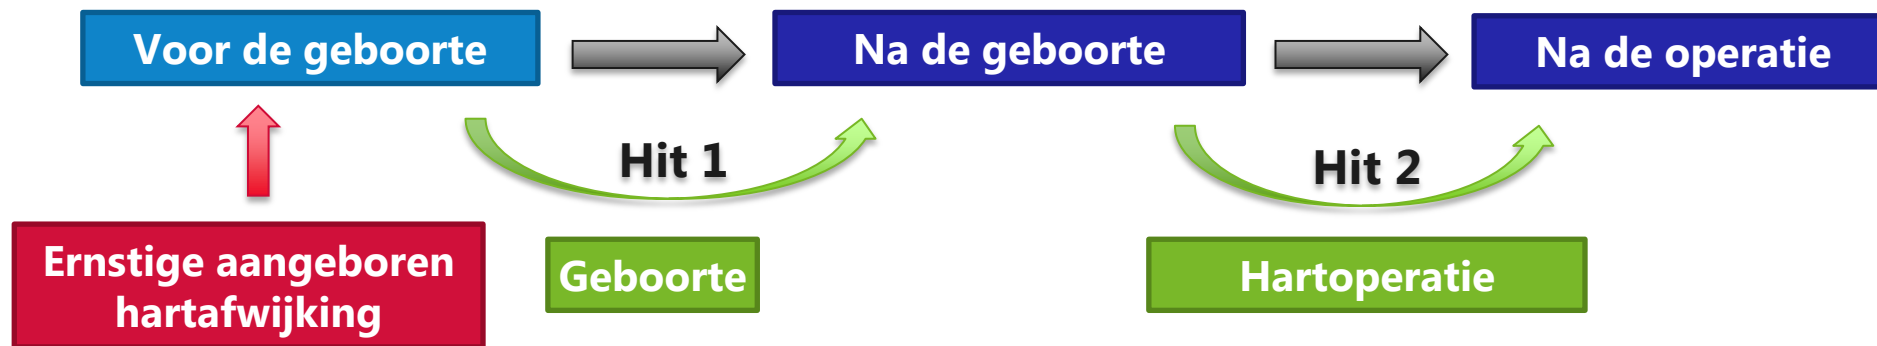 Voor de geboorte
Na de geboorte
Na de operatie
Hit 1
Hit 2
Ernstige aangeboren
hartafwijking
Geboorte
Hartoperatie